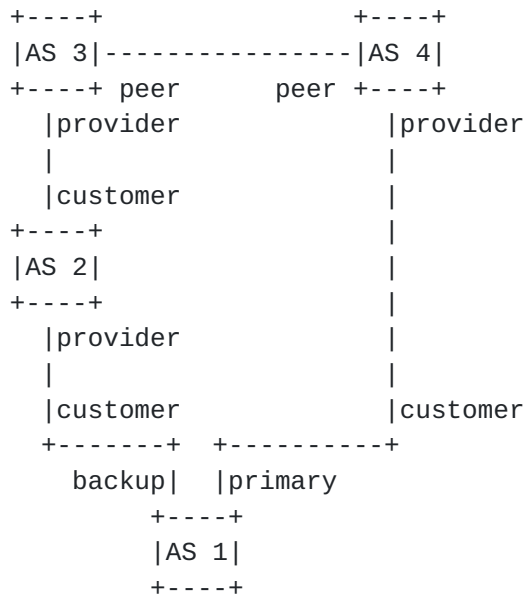 +----+                +----+
|AS 3|----------------|AS 4|
+----+ peer      peer +----+
  |provider             |provider
  |                     |
  |customer             |
+----+                  |
|AS 2|                  |
+----+                  |
  |provider             |
  |                     |
  |customer             |customer
  +-------+  +----------+
    backup|  |primary
         +----+
         |AS 1|
         +----+